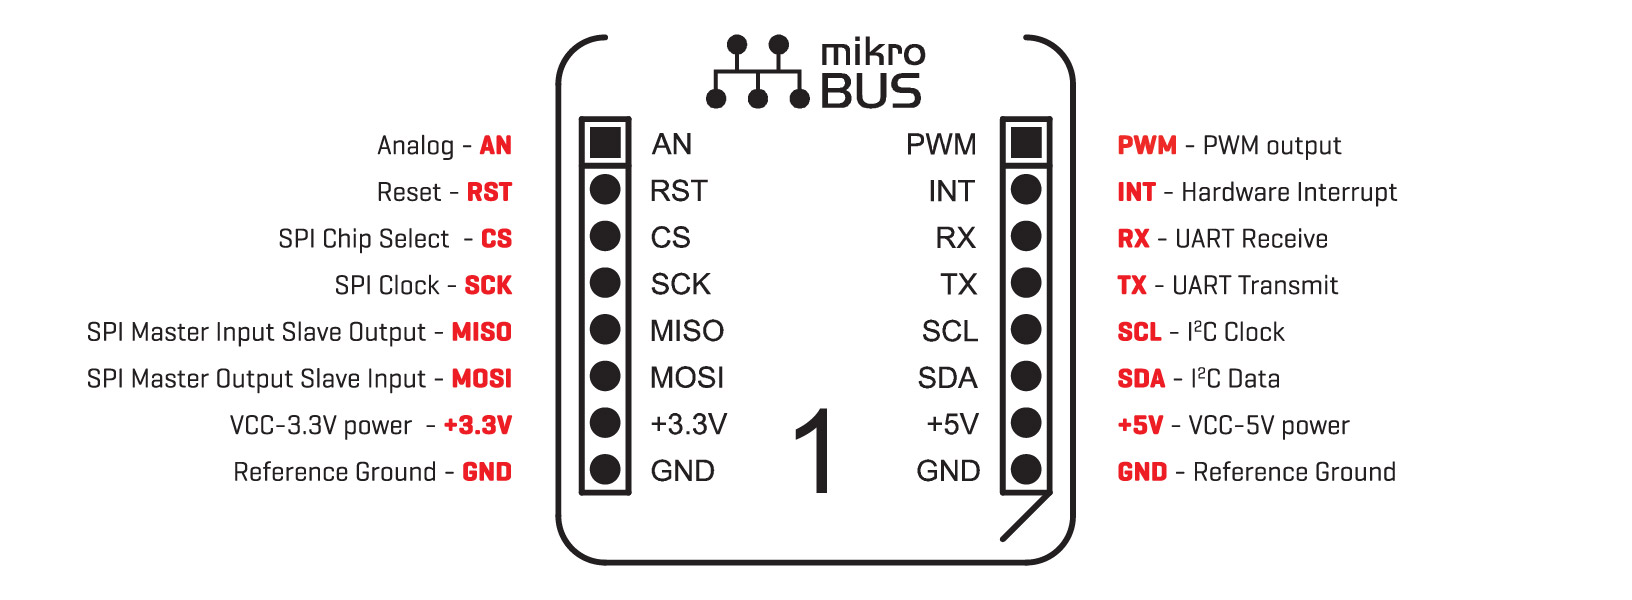 mikro
BUS
Analog - AN
AN
PWM
PWM - PWM output
Reset - RST
RST
INT
INT - Hardware Interrupt
SPI Chip Select - CS
CS
RX
RX - UART Receive
SPI Clock - SCK
SCK
TX
TX - UART Transmit
SPI Master Input Slave Output - MISO
MISO
SCL
SCL - I²C Clock
SPI Master Output Slave Input - MOSI
MOSI
SDA
SDA - I²C Data
VCC-3.3V power - +3.3V
+3.3V
+5V
+5V - VCC-5V power
Reference Ground - GND
GND
1
GND
GND - Reference Ground